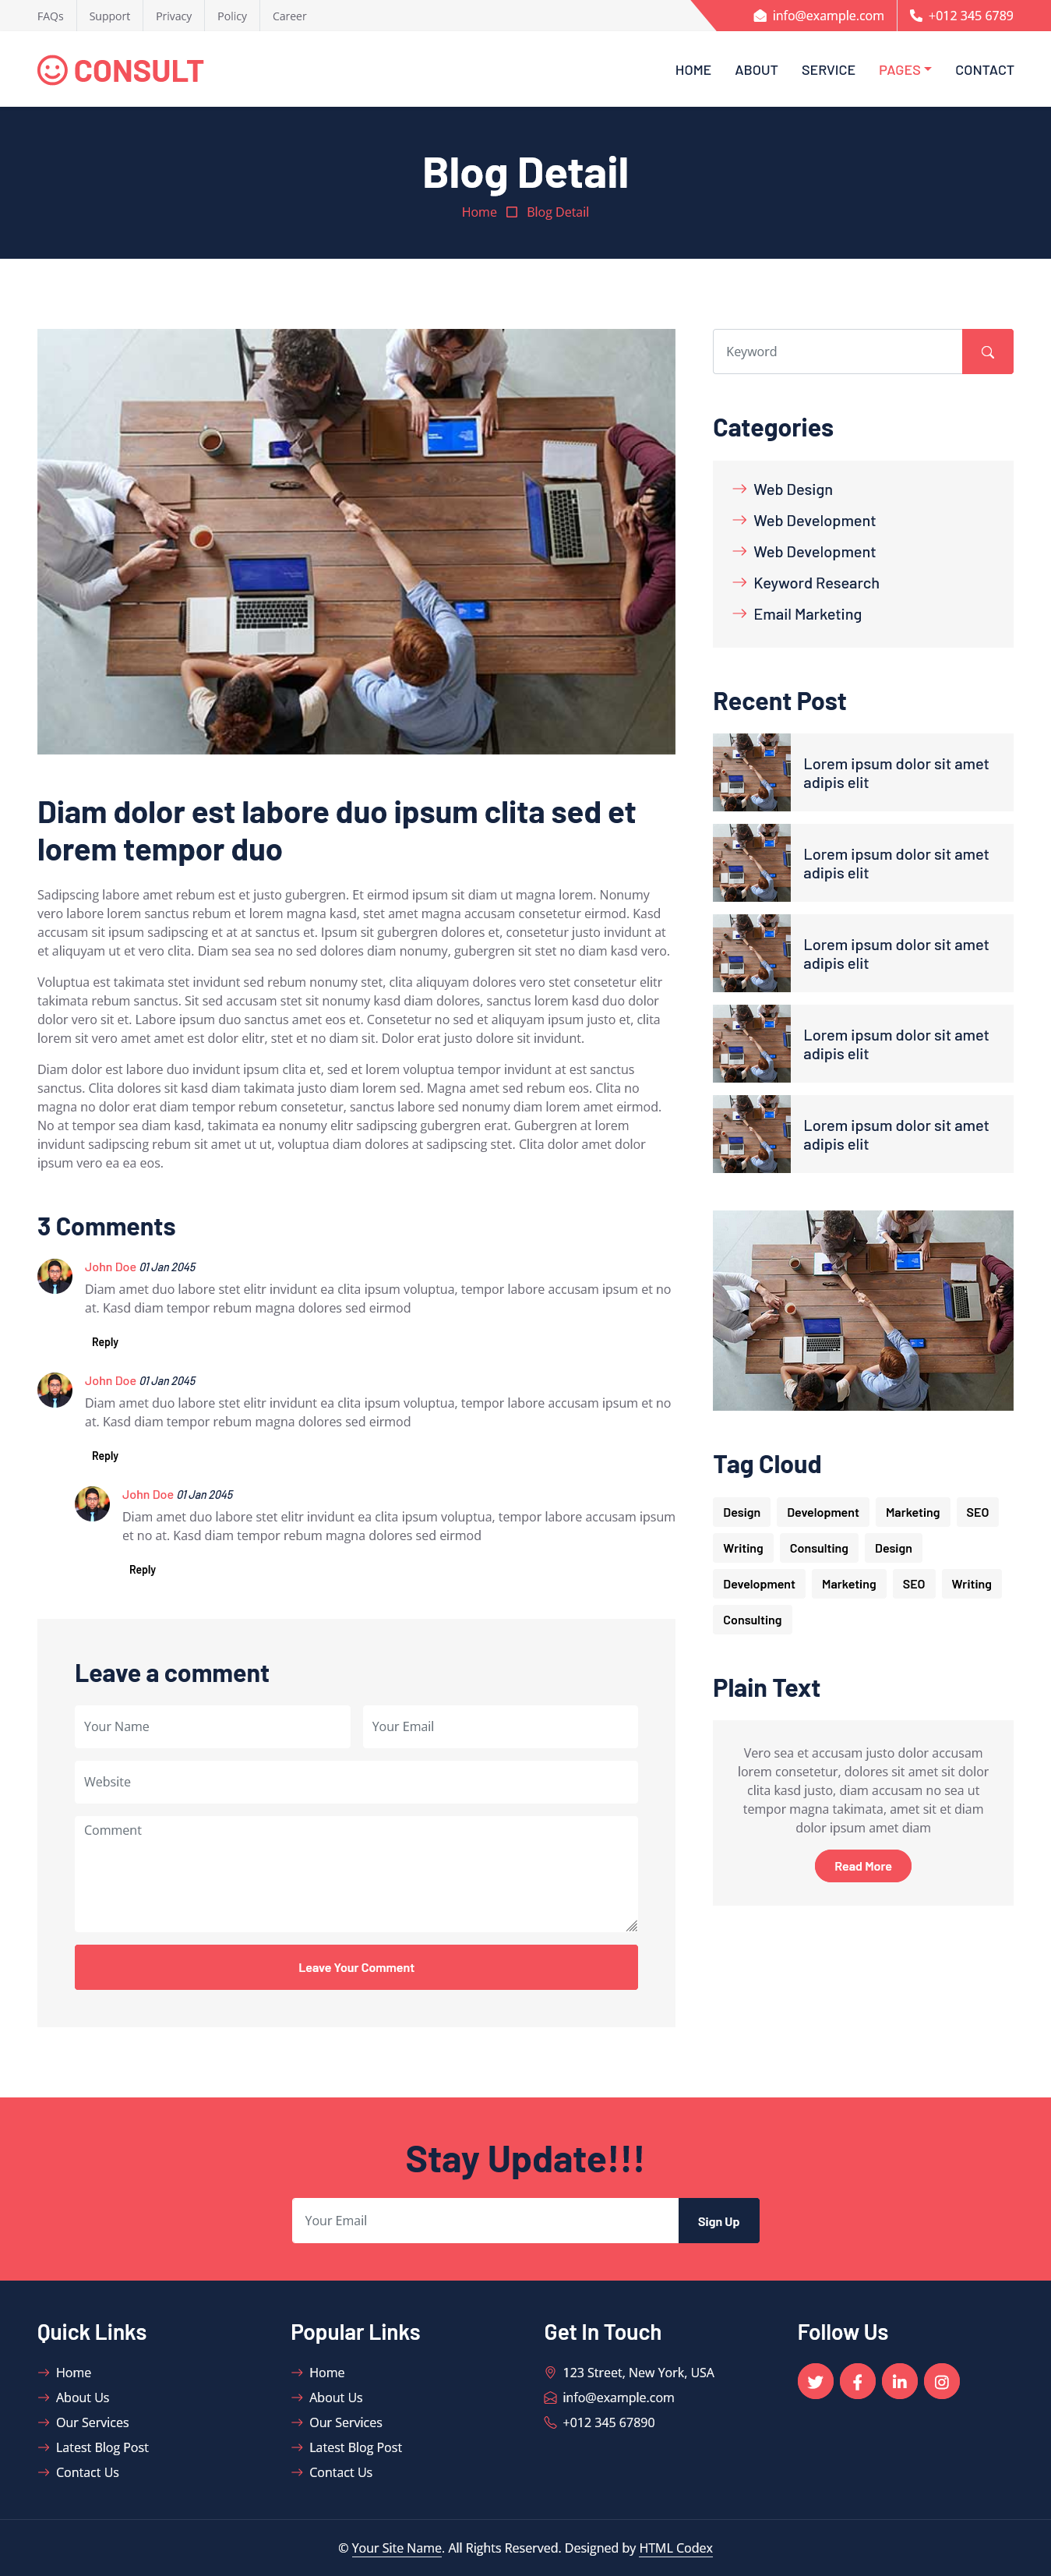 FAQs Support Privacy Policy Career info@example.com +012 345 6789
CONSULT HOME ABOUT SERVICE PAGES CONTACT
Blog Detail
Home Blog Detail
Diam dolor est labore duo ipsum clita sed et
lorem tempor duo
Sadipscing labore amet rebum est et justo gubergren. Et eirmod ipsum sit diam ut magna lorem. Nonumy
vero labore lorem sanctus rebum et lorem magna kasd, stet amet magna accusam consetetur eirmod. Kasd
accusam sit ipsum sadipscing et at at sanctus et. Ipsum sit gubergren dolores et, consetetur justo invidunt at
et aliquyam ut et vero clita. Diam sea sea no sed dolores diam nonumy, gubergren sit stet no diam kasd vero.
Voluptua est takimata stet invidunt sed rebum nonumy stet, clita aliquyam dolores vero stet consetetur elitr
takimata rebum sanctus. Sit sed accusam stet sit nonumy kasd diam dolores, sanctus lorem kasd duo dolor
dolor vero sit et. Labore ipsum duo sanctus amet eos et. Consetetur no sed et aliquyam ipsum justo et, clita
lorem sit vero amet amet est dolor elitr, stet et no diam sit. Dolor erat justo dolore sit invidunt.
Diam dolor est labore duo invidunt ipsum clita et, sed et lorem voluptua tempor invidunt at est sanctus
sanctus. Clita dolores sit kasd diam takimata justo diam lorem sed. Magna amet sed rebum eos. Clita no
magna no dolor erat diam tempor rebum consetetur, sanctus labore sed nonumy diam lorem amet eirmod.
No at tempor sea diam kasd, takimata ea nonumy elitr sadipscing gubergren erat. Gubergren at lorem
invidunt sadipscing rebum sit amet ut ut, voluptua diam dolores at sadipscing stet. Clita dolor amet dolor
ipsum vero ea ea eos.
3 Comments
John Doe 01 Jan 2045
Diam amet duo labore stet elitr invidunt ea clita ipsum voluptua, tempor labore accusam ipsum et no
at. Kasd diam tempor rebum magna dolores sed eirmod
Reply
John Doe 01 Jan 2045
Diam amet duo labore stet elitr invidunt ea clita ipsum voluptua, tempor labore accusam ipsum et no
at. Kasd diam tempor rebum magna dolores sed eirmod
Reply
John Doe 01 Jan 2045
Diam amet duo labore stet elitr invidunt ea clita ipsum voluptua, tempor labore accusam ipsum
et no at. Kasd diam tempor rebum magna dolores sed eirmod
Reply
Leave a comment
Your Name Your Email
Website
Comment
Leave Your Comment
Keyword
Categories
Web Design
Web Development
Web Development
Keyword Research
Email Marketing
Recent Post
Lorem ipsum dolor sit amet
adipis elit
Lorem ipsum dolor sit amet
adipis elit
Lorem ipsum dolor sit amet
adipis elit
Lorem ipsum dolor sit amet
adipis elit
Lorem ipsum dolor sit amet
adipis elit
Tag Cloud
Design Development Marketing SEO
Writing Consulting Design
Development Marketing SEO Writing
Consulting
Plain Text
Vero sea et accusam justo dolor accusam
lorem consetetur, dolores sit amet sit dolor
clita kasd justo, diam accusam no sea ut
tempor magna takimata, amet sit et diam
dolor ipsum amet diam
Read More
Stay Update!!!
Your Email Sign Up
Quick Links
Home
About Us
Our Services
Latest Blog Post
Contact Us
Popular Links
Home
About Us
Our Services
Latest Blog Post
Contact Us
Get In Touch
123 Street, New York, USA
info@example.com
+012 345 67890
Follow Us
© Your Site Name. All Rights Reserved. Designed by HTML Codex